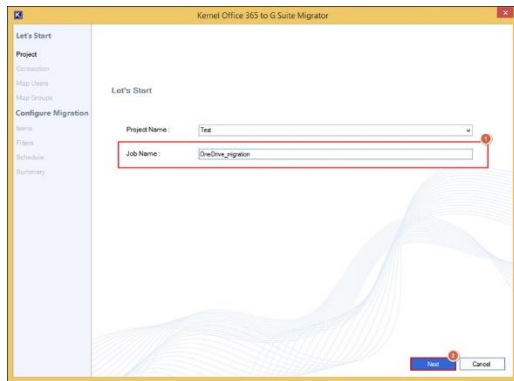 Kernel Office 365 to G Suite Migrator
Let's Start
Project
Connection
Map Users
Map Groups
Configure Migration
Items
Filters
Schedule
Summary
Let's Start
Project Name :
Test
1
Job Name :
OneDrive_migration
2
Next
Cancel